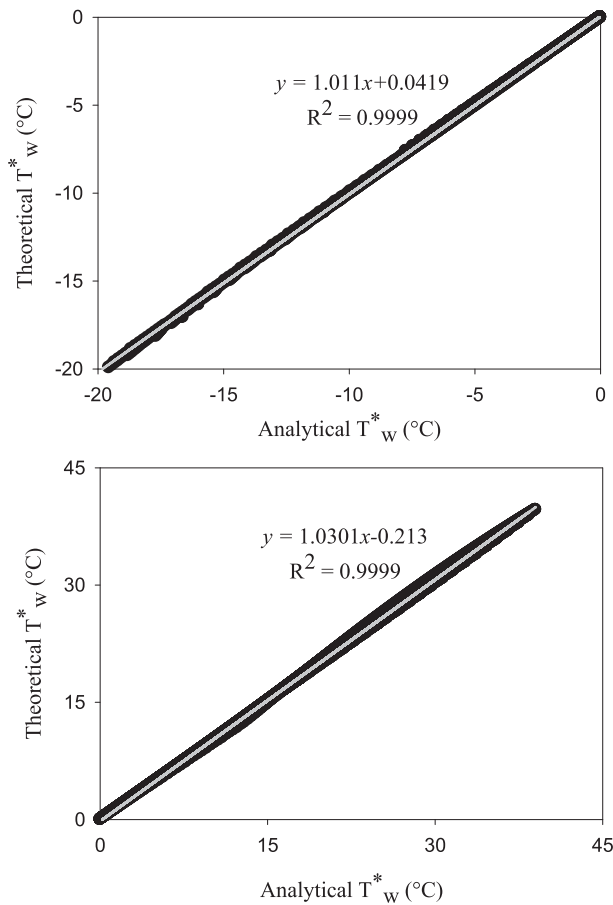 0
y = 1.011x+0.0419
R2 = 0.9999
-5
-10
-15
-20
Theoretical T*w (°C)
-20 -15 -10 -5 0
Analytical T*w (°C)
45
y = 1.0301x-0.213
R2 = 0.9999
30
15
0
Theoretical T*w (°C)
0 15 30 45
Analytical T*w (°C)